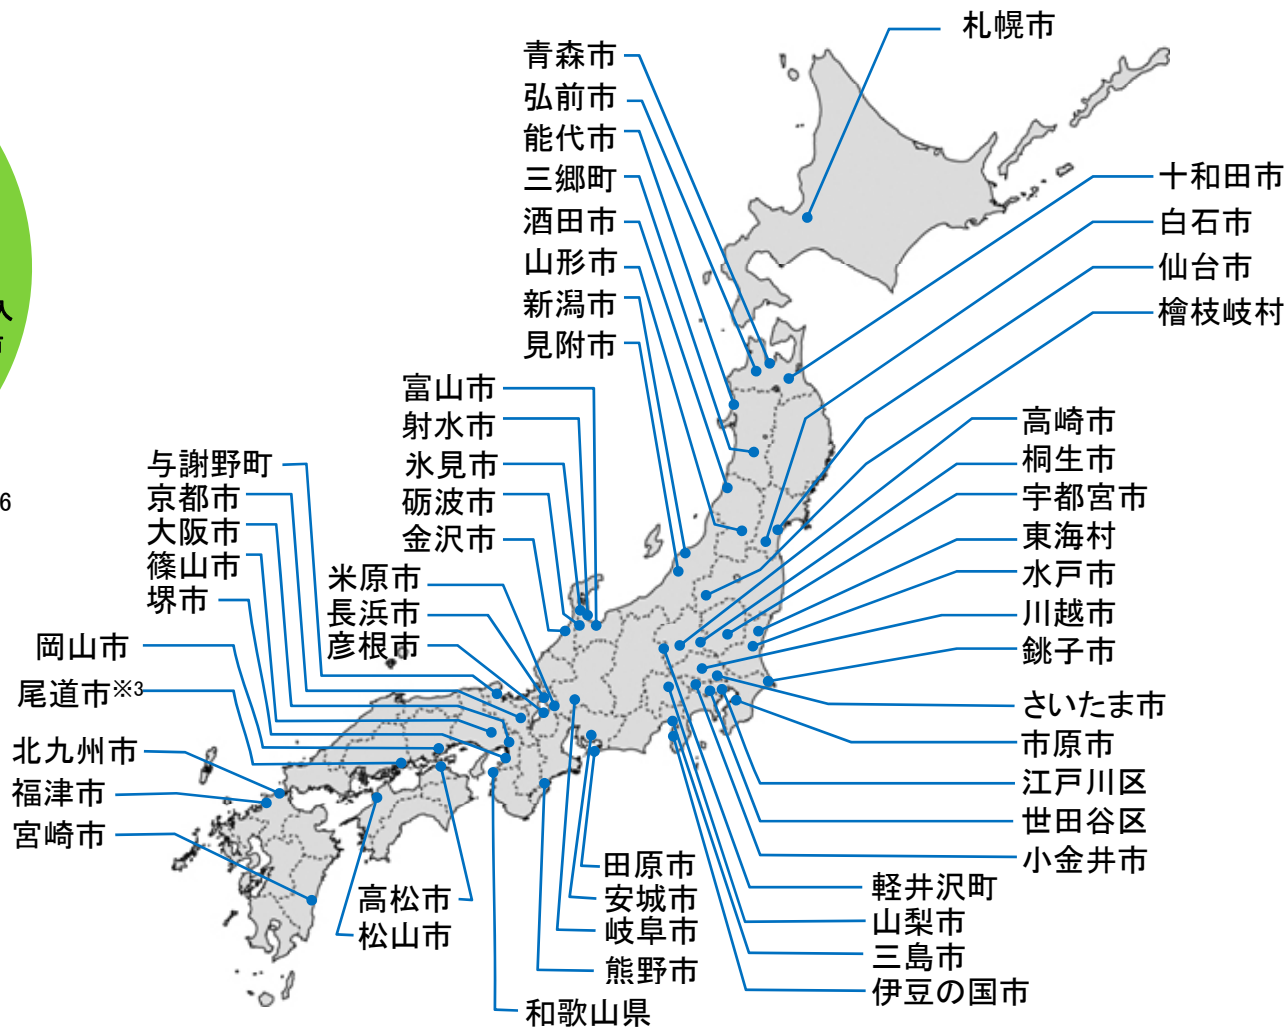 札幌市
青森市
弘前市
能代市
三郷町
酒田市
山形市
新潟市
見附市
十和田市
白石市
仙台市
檜枝岐村
人
富山市
射水市
氷見市
砺波市
金沢市
与謝野町
京都市
大阪市
篠山市
堺市
6
米原市
長浜市
彦根市
岡山市
尾道市※3
北九州市
福津市
宮崎市
高崎市
桐生市
宇都宮市
東海村
水戸市
川越市
銚子市
さいたま市
市原市
江戸川区
世田谷区
小金井市
軽井沢町
山梨市
三島市
伊豆の国市
田原市
安城市
岐阜市
熊野市
和歌山県
高松市
松山市